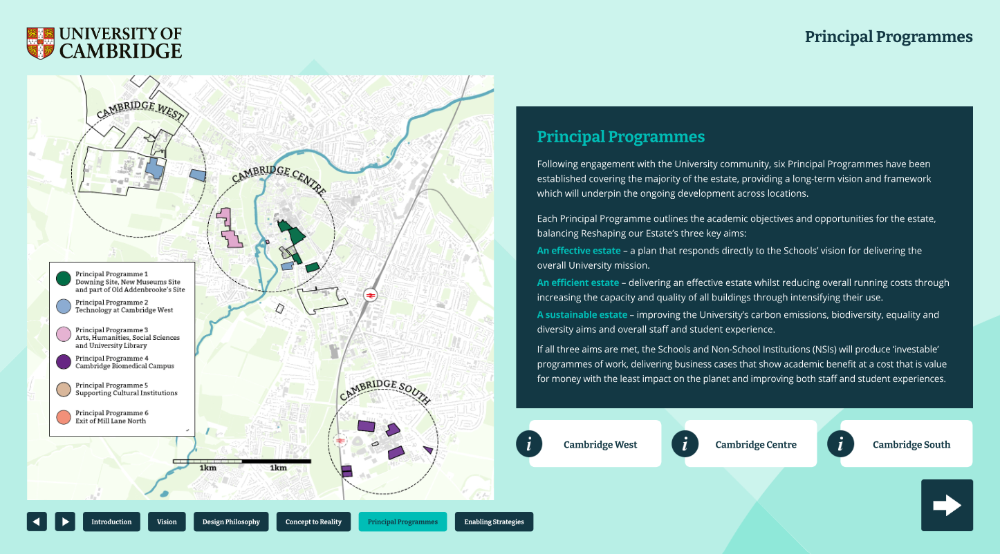 UNIVERSITY OF
CAMBRIDGE
Principal Programmes
CAMBRIDGE WEST
CAMBRIDGE CENTRE
CAMBRIDGE SOUTH
Principal Programme 1
Downing Site, New Museums Site
and part of Old Addenbrooke's Site
Principal Programme 2
Technology at Cambridge West
Principal Programme 3
Arts, Humanities, Social Sciences
and University Library
Principal Programme 4
Cambridge Biomedical Campus
Principal Programme 5
Supporting Cultural Institutions
Principal Programme 6
Exit of Mill Lane North
1km 1km
Principal Programmes
Following engagement with the University community, six Principal Programmes have been
established covering the majority of the estate, providing a long-term vision and framework
which will underpin the ongoing development across locations.
Each Principal Programme outlines the academic objectives and opportunities for the estate,
balancing Reshaping our Estate's three key aims:
An effective estate – a plan that responds directly to the Schools' vision for delivering the
overall University mission.
An efficient estate – delivering an effective estate whilst reducing overall running costs through
increasing the capacity and quality of all buildings through intensifying their use.
A sustainable estate – improving the University's carbon emissions, biodiversity, equality and
diversity aims and overall staff and student experience.
If all three aims are met, the Schools and Non-School Institutions (NSIs) will produce 'investable'
programmes of work, delivering business cases that show academic benefit at a cost that is value
for money with the least impact on the planet and improving both staff and student experiences.
i Cambridge West
i Cambridge Centre
i Cambridge South
Introduction
Vision
Design Philosophy
Concept to Reality
Principal Programmes
Enabling Strategies